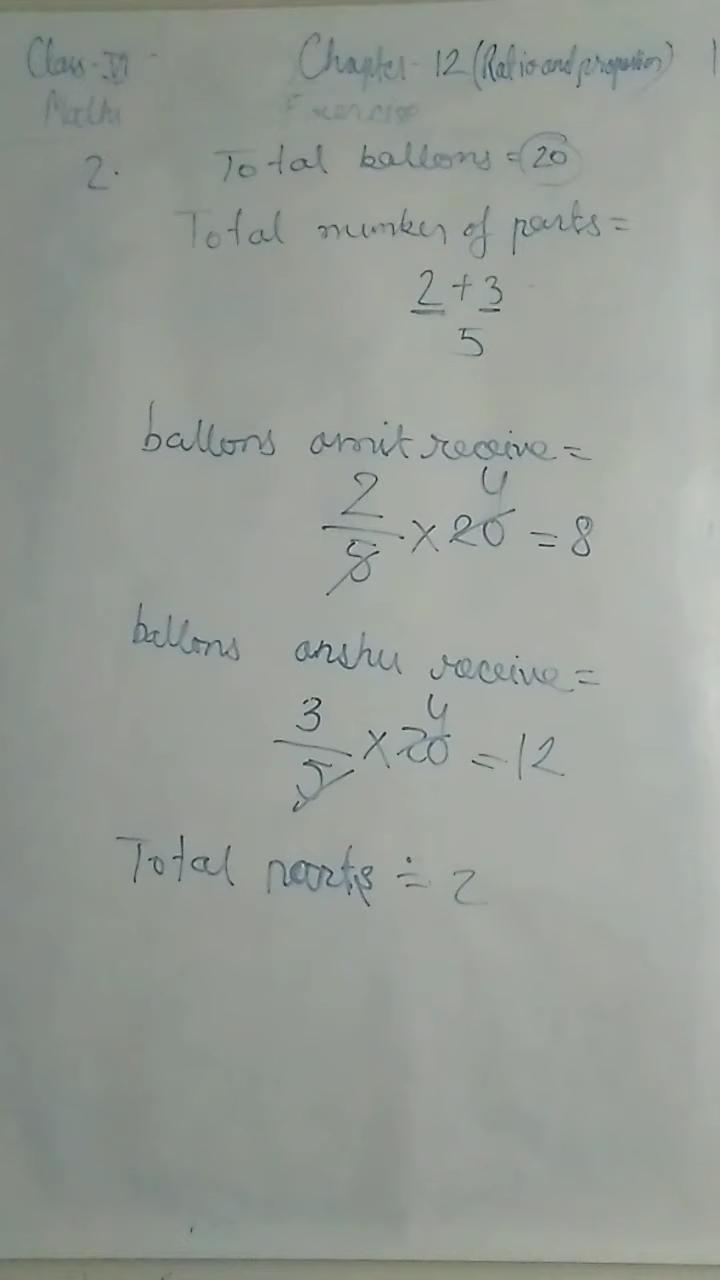 Class-VI Chapter-12 (Ratio and proportion) 1
Maths Exercise
2. Total ballons = 20
Total number of parts =
2 + 3
5
ballons amit receive =
4
2/5 × 20 = 8
ballons anshu receive =
4
3/5 × 20 = 12
Total parts = 2